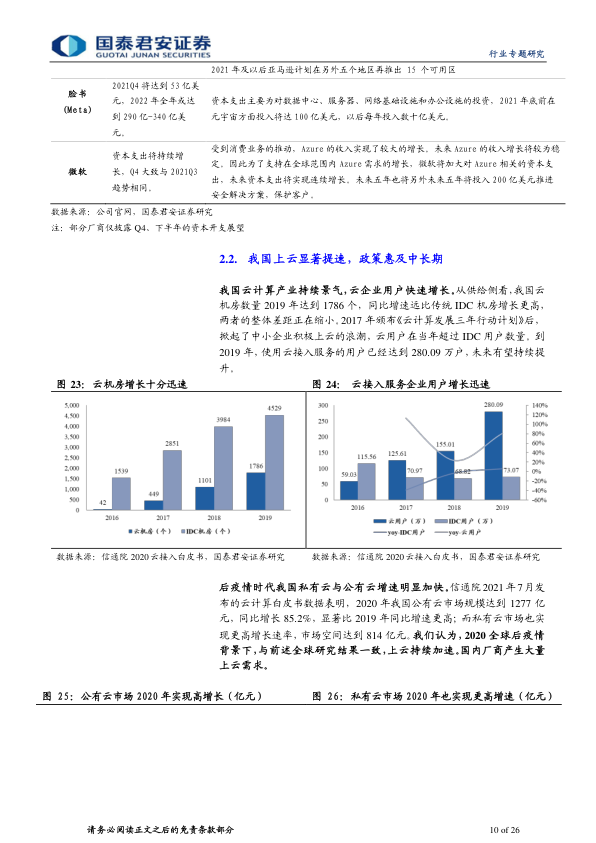 国泰君安证券
GUOTAI JUNAN SECURITIES
行业专题研究
2021 年及以后亚马逊计划在另外五个地区再推出 15 个可用区
脸书
(Meta)
2021Q4 将达到 53 亿美
元，2022 年全年或达
到 290 亿-340 亿美
元。
资本支出主要为对数据中心、服务器、网络基础设施和办公设施的投资，2021 年底前在
元宇宙方面投入将达 100 亿美元，以后每年投入数十亿美元。
微软
资本支出将持续增
长，Q4 大致与 2021Q3
趋势相同。
受到消费业务的推动，Azure 的收入实现了较大的增长。未来 Azure 的收入增长将较为稳
定。因此为了支持在全球范围内 Azure 需求的增长，微软将加大对 Azure 相关的资本支
出，未来资本支出将实现连续增长。未来五年也将另外未来五年将投入 200 亿美元推进
安全解决方案，保护客户。
数据来源：公司官网，国泰君安证券研究
注：部分厂商仅披露 Q4、下半年的资本开支展望
2.2. 我国上云显著提速，政策惠及中长期
我国云计算产业持续景气，云企业用户快速增长。从供给侧看，我国云
机房数量 2019 年达到 1786 个，同比增速远比传统 IDC 机房增长更高，
两者的整体差距正在缩小。2017 年颁布《云计算发展三年行动计划》后，
掀起了中小企业积极上云的浪潮，云用户在当年超过 IDC 用户数量。到
2019 年，使用云接入服务的用户已经达到 280.09 万户，未来有望持续提
升。
图 23：云机房增长十分迅速
5,000
4,500
4,000
3,500
3,000
2,500
2,000
1,500
1,000
500
0
42
1539
449
2851
1101
3984
1786
4529
2016 2017 2018 2019
云机房（个） IDC机房（个）
图 24： 云接入服务企业用户增长迅速
300
250
200
150
100
50
0
140%
120%
100%
80%
60%
40%
20%
0%
-20%
-40%
-60%
59.03
115.56
125.61
70.97
155.01
68.82
280.09
73.07
2016 2017 2018 2019
云用户（万） IDC用户（万）
yoy-IDC用户 yoy-云用户
数据来源：信通院 2020 云接入白皮书、国泰君安证券研究
数据来源：信通院 2020 云接入白皮书、国泰君安证券研究
后疫情时代我国私有云与公有云增速明显加快。信通院 2021 年 7 月发
布的云计算白皮书数据表明，2020 年我国公有云市场规模达到 1277 亿
元，同比增长 85.2%，显著比 2019 年同比增速更高；而私有云市场也实
现更高增长速率，市场空间达到 814 亿元。我们认为，2020 全球后疫情
背景下，与前述全球研究结果一致，上云持续加速。国内厂商产生大量
上云需求。
图 25：公有云市场 2020 年实现高增长（亿元）
图 26：私有云市场 2020 年也实现更高增速（亿元）
请务必阅读正文之后的免责条款部分
10 of 26